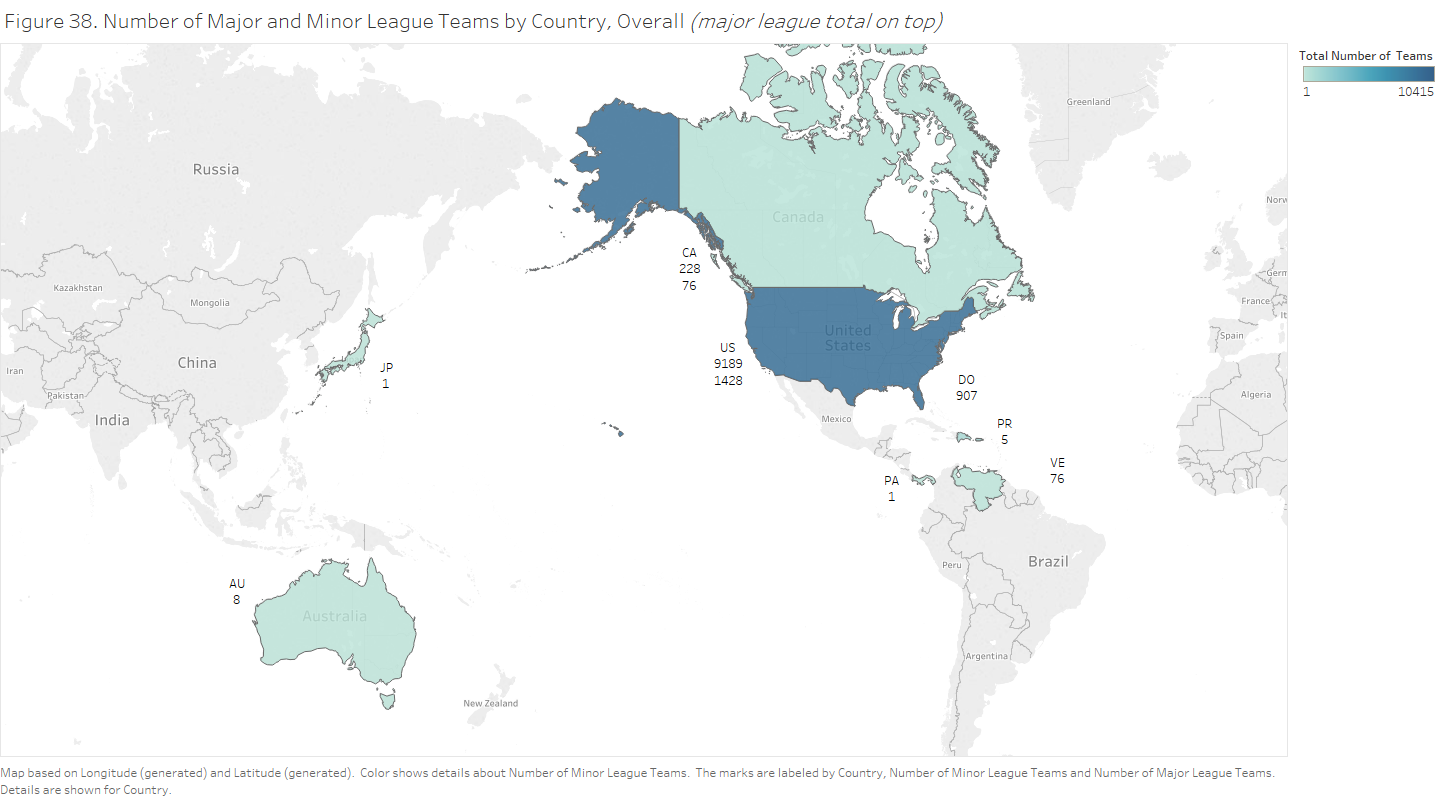 Figure 38. Number of Major and Minor League Teams by Country, Overall (major league total on top)
Total Number of Teams
1 10415
Greenland
Russia
Norw
Canada
CA
228
76
Kazakhstan
Mongolia
Germ
France
It
United
States
Spain
US
9189
1428
China
Iran
JP
1
DO
907
Pakistan
Algeria
India
Mexico
PR
5
VE
76
PA
1
Brazil
Peru
AU
8
Australia
Argentina
New Zealand
Map based on Longitude (generated) and Latitude (generated).  Color shows details about Number of Minor League Teams.  The marks are labeled by Country, Number of Minor League Teams and Number of Major League Teams.
Details are shown for Country.